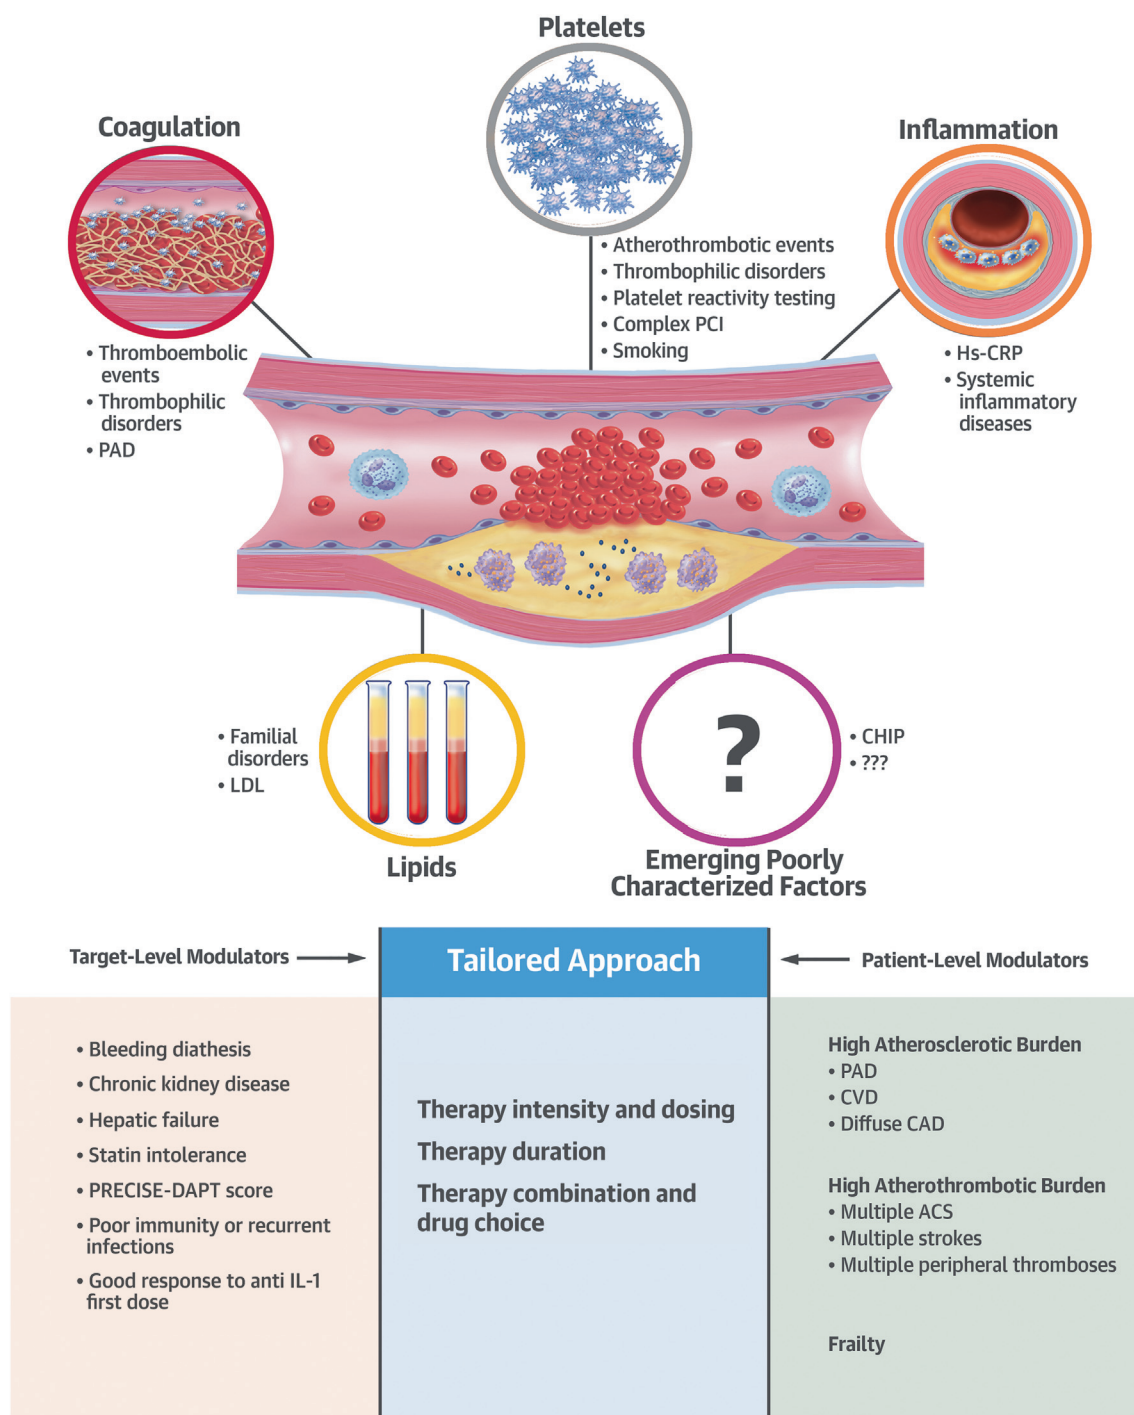 Platelets
Coagulation
Inflammation
• Atherothrombotic events
• Thrombophilic disorders
• Platelet reactivity testing
• Complex PCI
• Smoking
• Thromboembolic
events
• Thrombophilic
disorders
• PAD
• Hs-CRP
• Systemic
inflammatory
diseases
• Familial
disorders
• LDL
?
• CHIP
• ???
Lipids
Emerging Poorly
Characterized Factors
Target-Level Modulators
Tailored Approach
Patient-Level Modulators
• Bleeding diathesis
• Chronic kidney disease
• Hepatic failure
• Statin intolerance
• PRECISE-DAPT score
• Poor immunity or recurrent
infections
• Good response to anti IL-1
first dose
Therapy intensity and dosing
Therapy duration
Therapy combination and
drug choice
High Atherosclerotic Burden
• PAD
• CVD
• Diffuse CAD
High Atherothrombotic Burden
• Multiple ACS
• Multiple strokes
• Multiple peripheral thromboses
Frailty